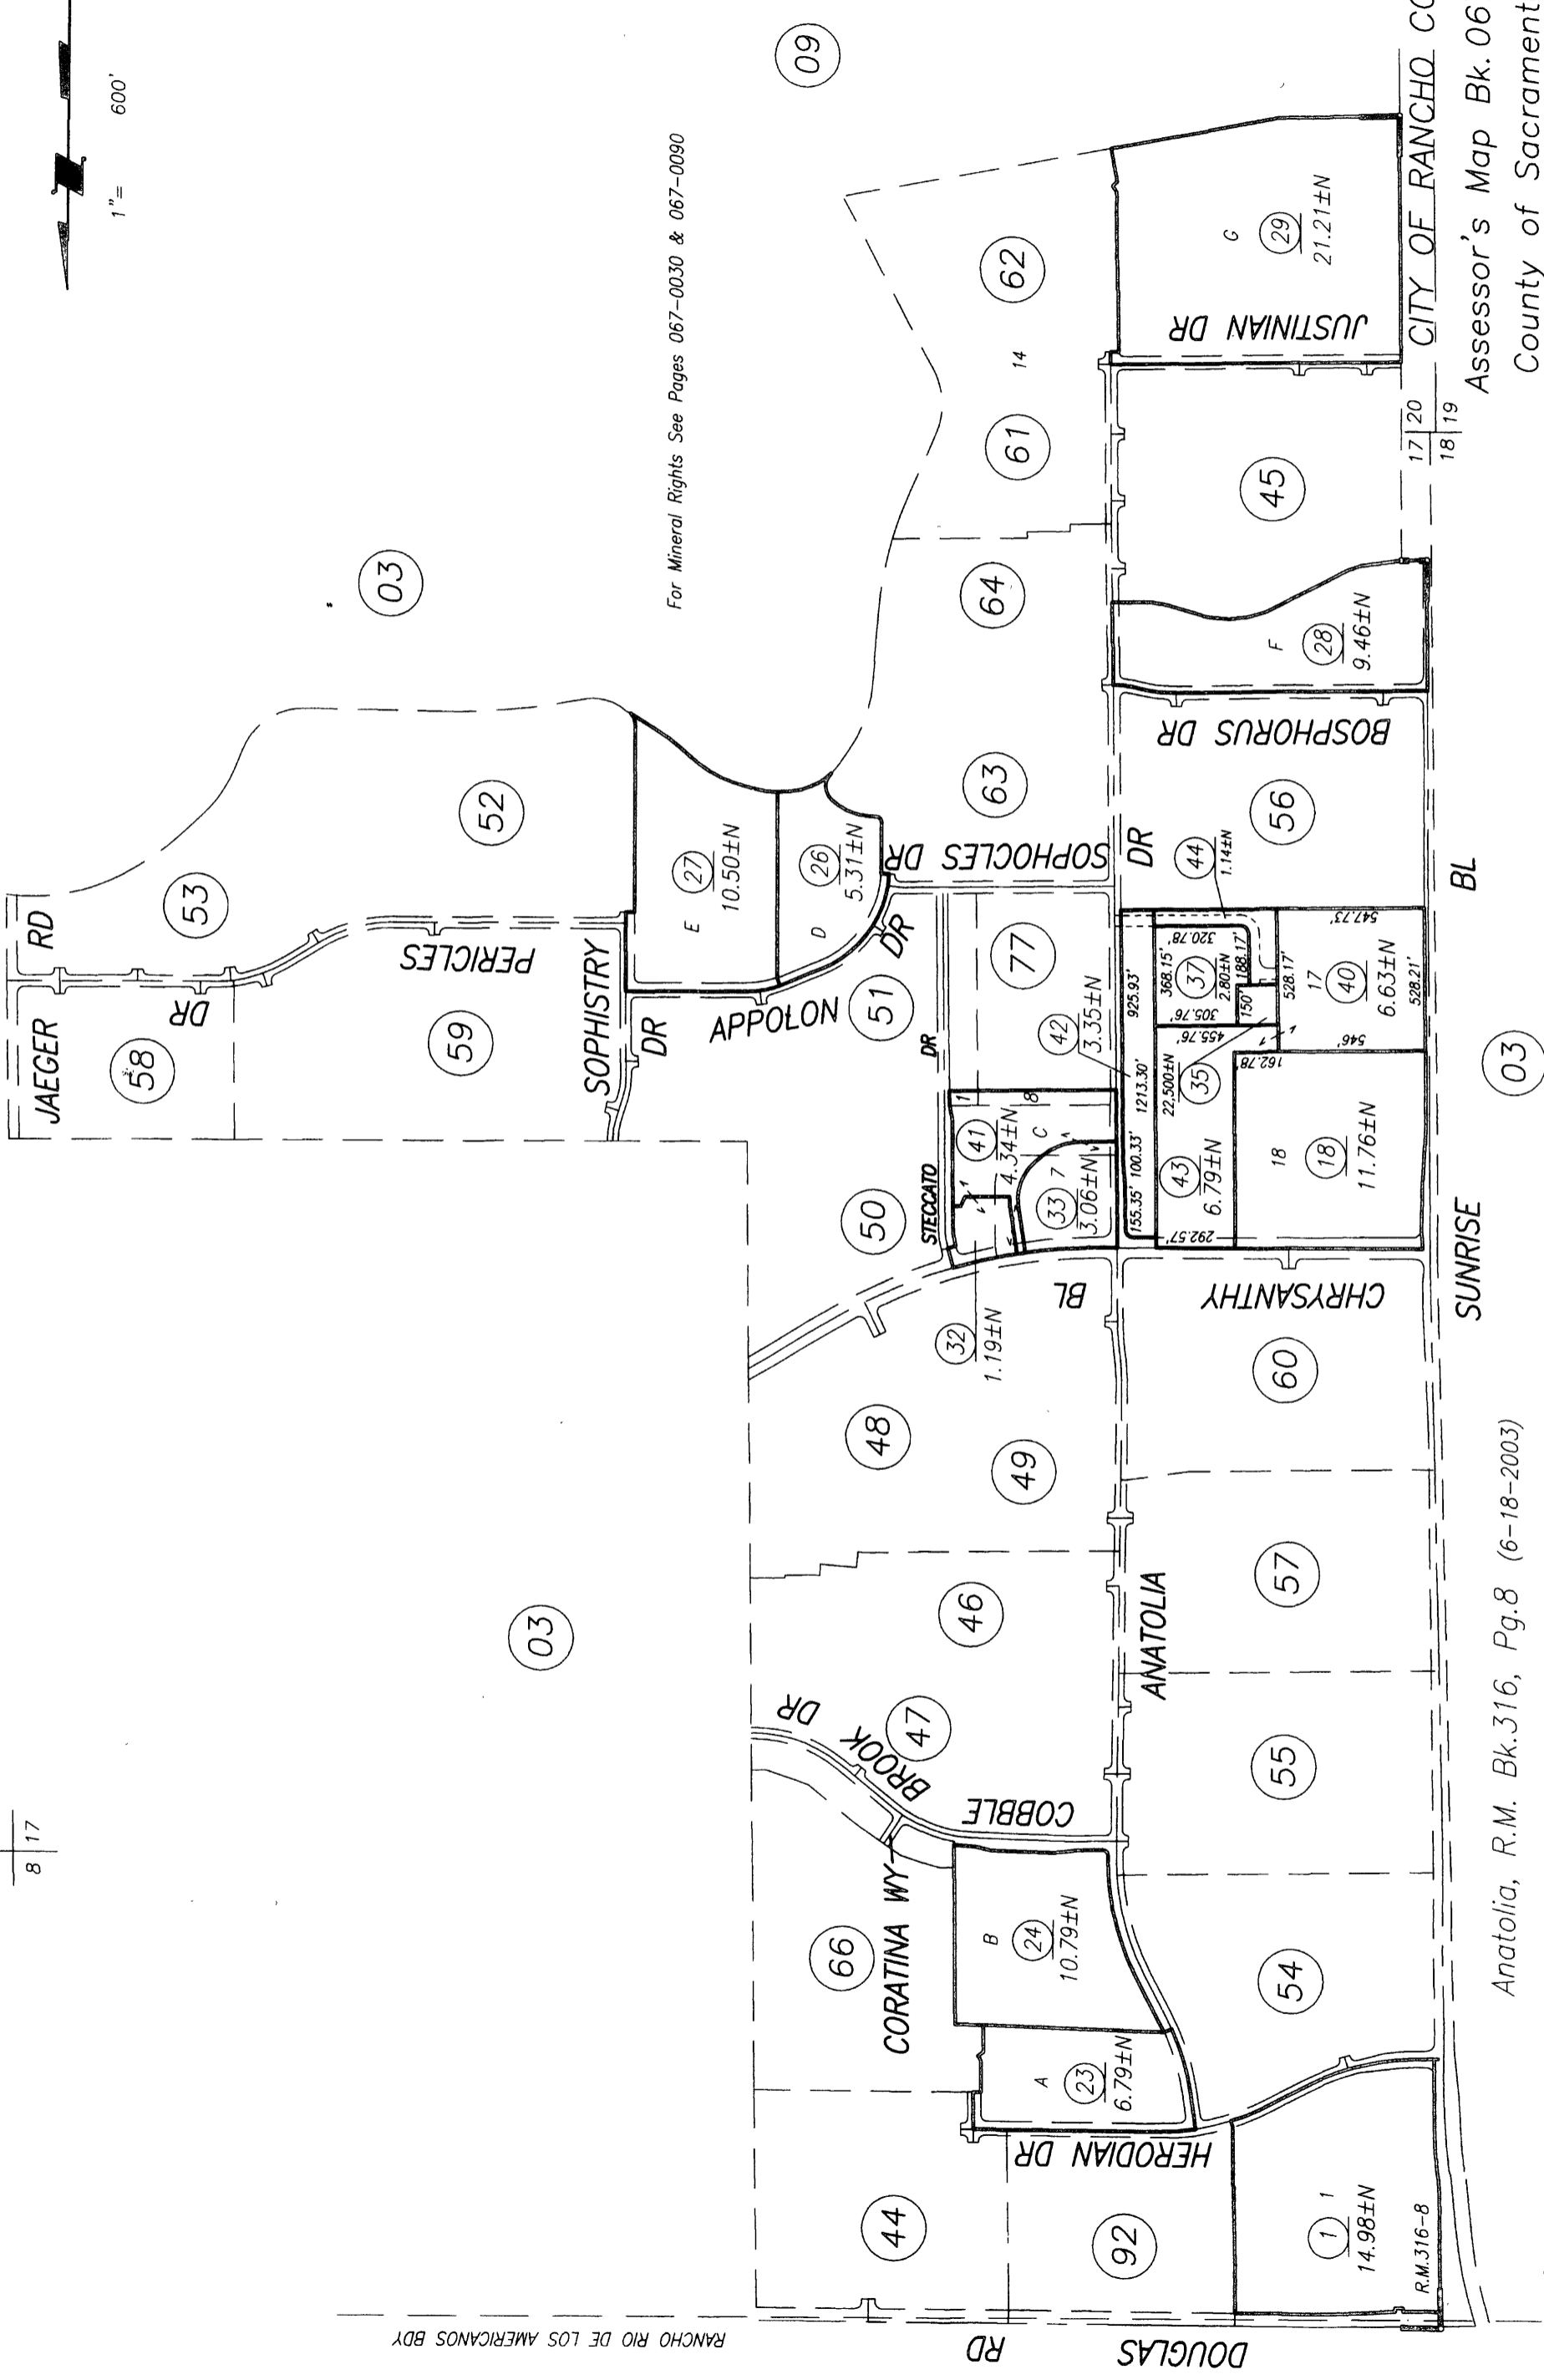 1"= 600'
8 | 17
03
03
09
For Mineral Rights See Pages 067-0030 & 067-0090
JAEGER RD
53
52
58
59
PERICLES DR
SOPHISTRY DR
E
27
10.50±N
D
26
5.31±N
APPOLON DR
SOPHOCLES DR
51
50
STECCATO DR
77
63
64
61
14
62
G
29
21.21±N
JUSTINIAN DR
45
F
28
9.46±N
BOSPHORUS DR
56
44
1.14±N
42
3.35±N
925.93'
1213.30'
100.33'
155.35'
368.15'
320.78'
37
2.80±N
188.17'
305.76'
150'
455.76'
22,500±N
35
162.78'
547.73'
528.17'
17
40
6.63±N
528.21'
546'
43
6.79±N
292.57'
18
18
11.76±N
1
8
41
4.34±N
C
7
33
3.06±N
32
1.19±N
CHRYSANTHY BL
48
49
60
46
57
47
55
ANATOLIA DR
COBBLE BROOK DR
CORATINA WY
66
B
24
10.79±N
A
23
6.79±N
54
HERODIAN DR
44
92
1
1
14.98±N
R.M.316-8
DOUGLAS RD
RANCHO RIO DE LOS AMERICANOS BDY
SUNRISE BL
03
17 | 20
18 | 19
CITY OF RANCHO CO
Assessor's Map Bk. 06
County of Sacrament
Anatolia, R.M. Bk.316, Pg.8 (6-18-2003)